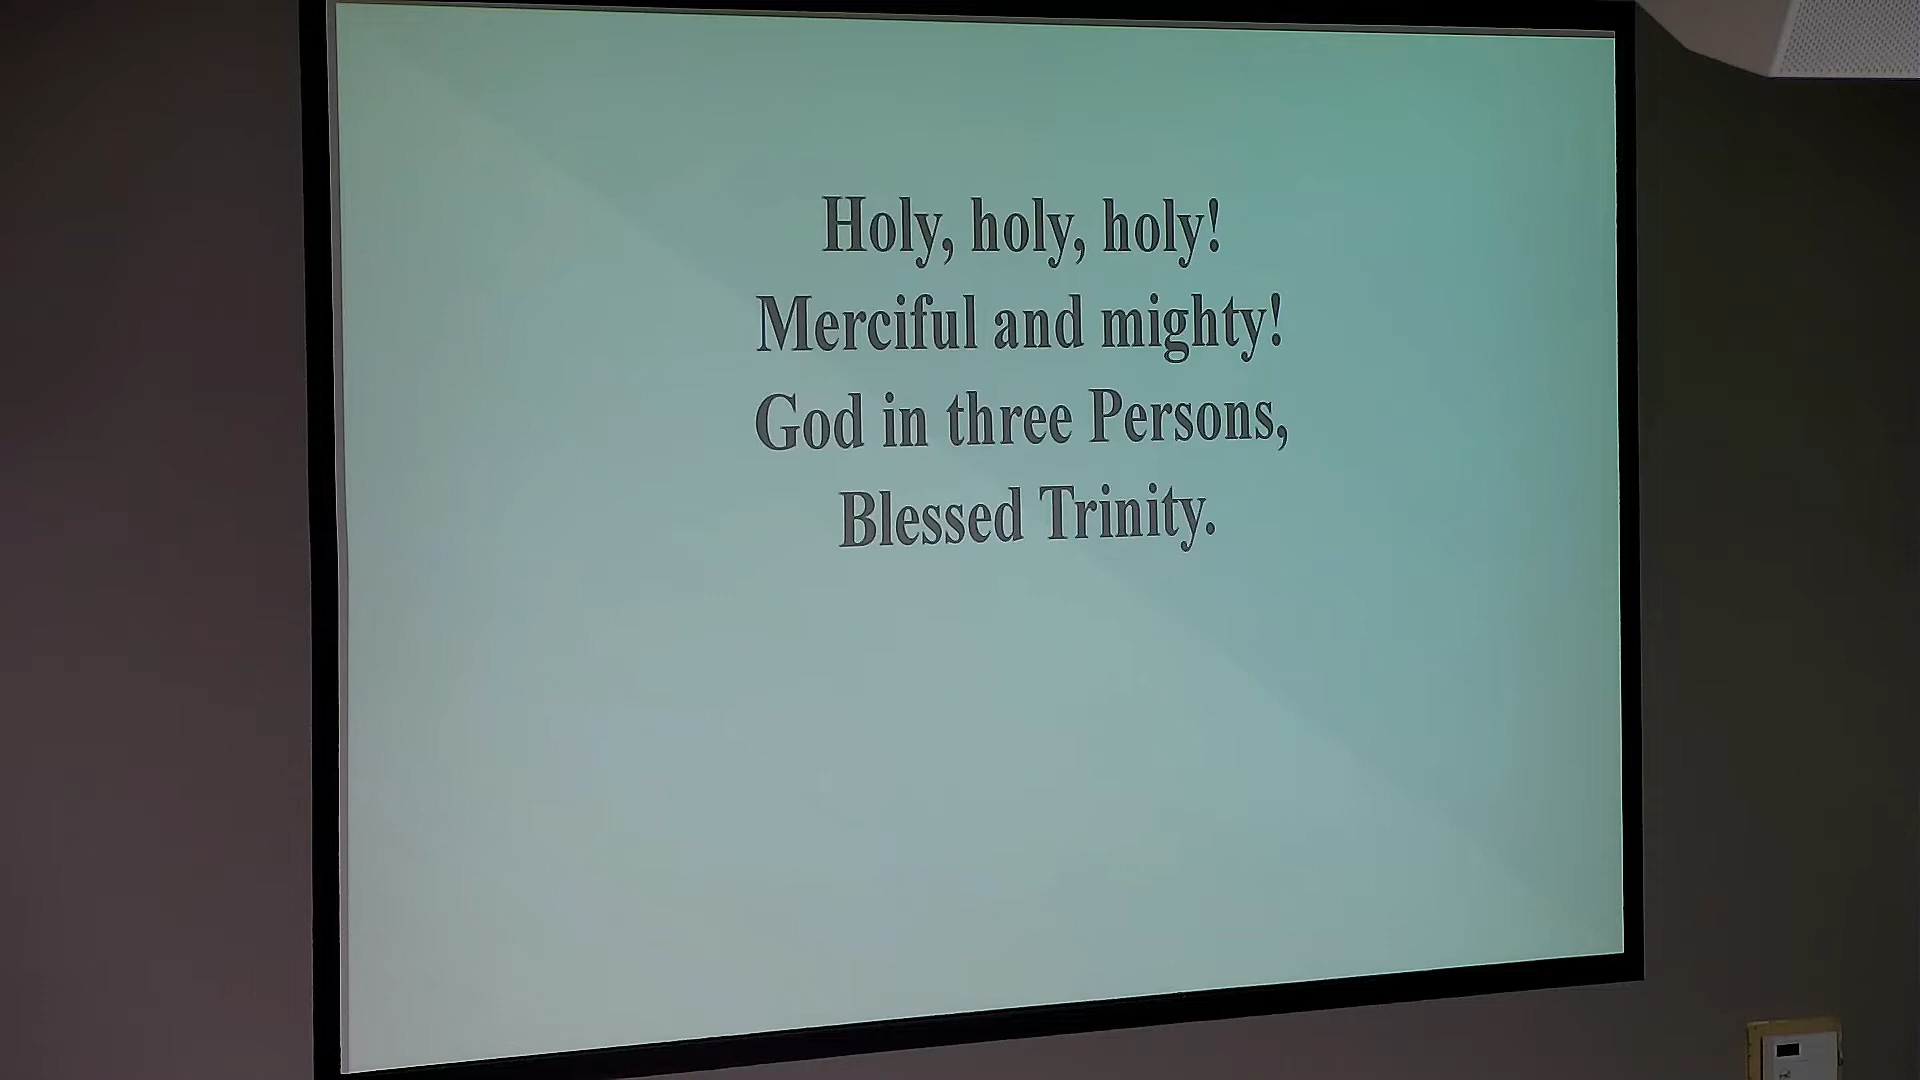 Holy, holy, holy!
Merciful and mighty!
God in three Persons,
Blessed Trinity.